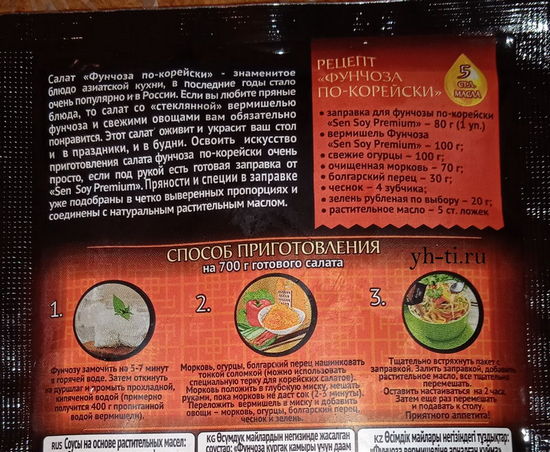 Салат «Фунчоза по-корейски» - знаменитое
блюдо азиатской кухни, в последние годы стало
очень популярно и в России. Если вы любите пряные
блюда, то салат со «стеклянной» вермишелью
фунчоза и свежими овощами вам обязательно
понравится. Этот салат оживит и украсит ваш стол
и в праздники, и в будни. Освоить искусство
приготовления салата фунчоза по-корейски очень
просто, если под рукой есть готовая заправка от
«Sen Soy Premium». Пряности и специи в заправке
уже подобраны в четко выверенных пропорциях и
соединены с натуральным растительным маслом.
РЕЦЕПТ
«ФУНЧОЗА
ПО-КОРЕЙСКИ»
5
СТ.Л.
МАСЛА
• заправка для фунчозы по-корейски
«Sen Soy Premium» – 80 г (1 уп.)
• вермишель Фунчоза
«Sen Soy Premium» – 100 г;
• свежие огурцы – 100 г;
• очищенная морковь – 70 г;
• болгарский перец – 30 г;
• чеснок – 4 зубчика;
• зелень рубленая по выбору – 20 г;
• растительное масло – 5 ст. ложек
СПОСОБ ПРИГОТОВЛЕНИЯ
на 700 г готового салата
yh-ti.ru
1.
Фунчозу замочить на 5-7 минут
в горячей воде. Затем откинуть
на дуршлаг и промыть прохладной,
кипяченой водой (примерно
получится 400 г пропитанной
водой вермишели).
2.
Морковь, огурцы, болгарский перец нашинковать
тонкой соломкой (можно использовать
специальную терку для корейских салатов).
Морковь положить в глубокую миску, мешать
руками, пока морковь не даст сок (2-3 минуты).
Переложить вермишель в миску и добавить
овощи – морковь, огурцы, болгарский перец,
чеснок и зелень.
3.
Тщательно встряхнуть пакет с
заправкой. Залить заправкой, добавить
растительное масло, все тщательно
перемешать.
Оставить настаиваться на 2 часа.
Затем еще раз перемешать
и подавать к столу.
Приятного аппетита!
RUS Соусы на основе растительных масел:
KG Өсүмдүк майлардын негизинде жасалган
соустар: «Фунчоза кургак камыры үчүн даам
KZ Өсімдік майлары негізіндегі тұздықтар: